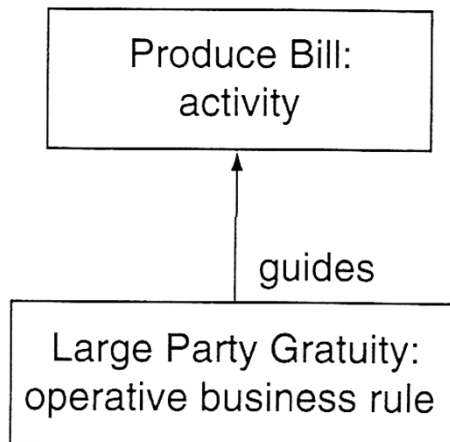 Produce Bill:
activity
guides
Large Party Gratuity:
operative business rule